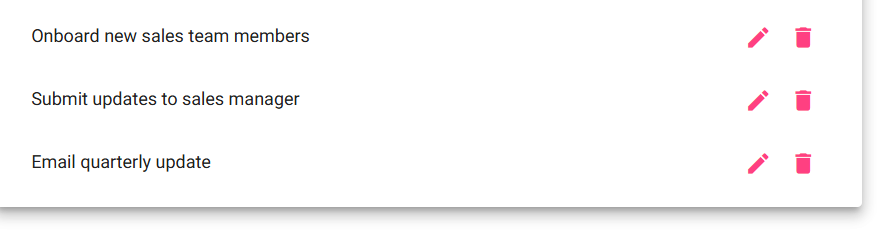 Onboard new sales team members
Submit updates to sales manager
Email quarterly update